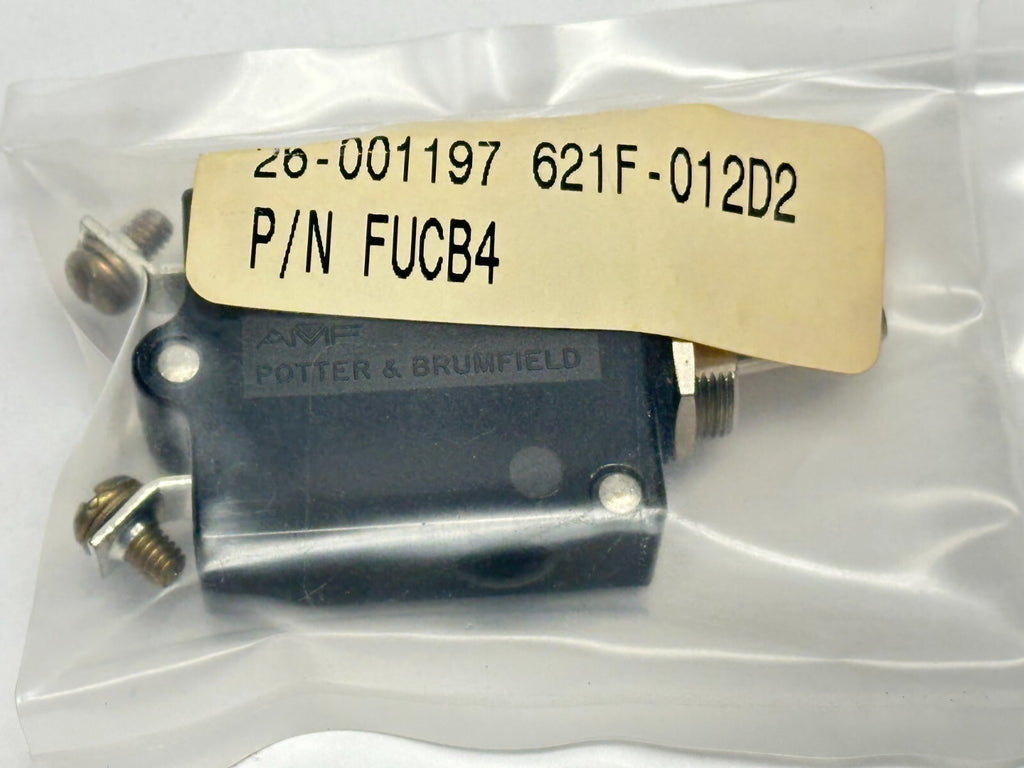 26-001197 621F-012D2
P/N FUCB4
AMF
POTTER & BRUMFIELD